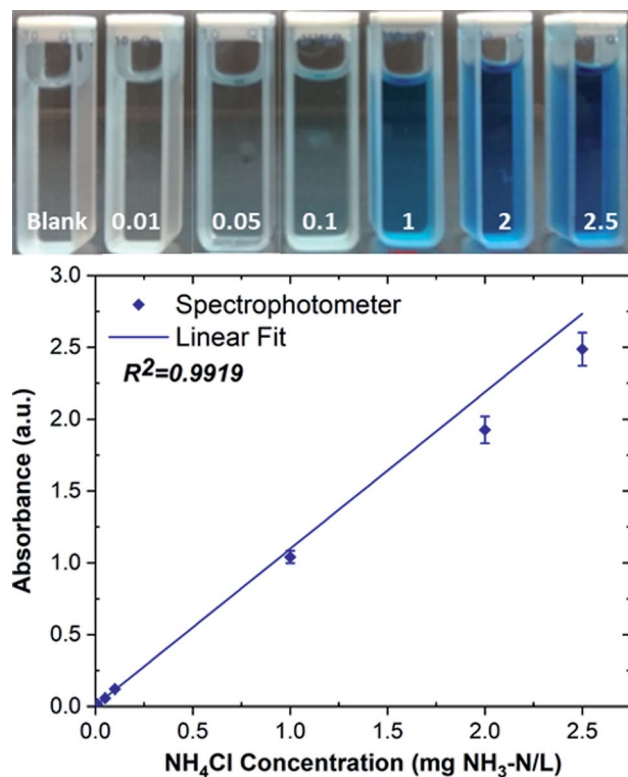 Blank 0.01 0.05 0.1 1 2 2.5
3.0
2.5
2.0
1.5
1.0
0.5
0.0
Absorbance (a.u.)
Spectrophotometer
Linear Fit
R²=0.9919
0.0 0.5 1.0 1.5 2.0 2.5
NH₄Cl Concentration (mg NH₃-N/L)